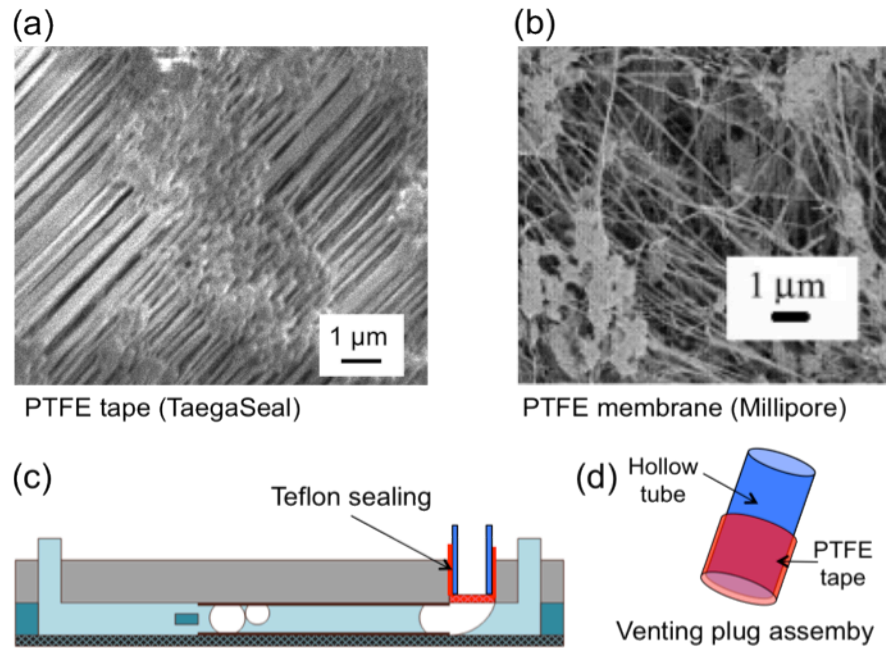 (a)
(b)
1 μm
1 μm
PTFE tape (TaegaSeal)
PTFE membrane (Millipore)
(c)
(d)
Teflon sealing
Hollow
tube
PTFE
tape
Venting plug assemby